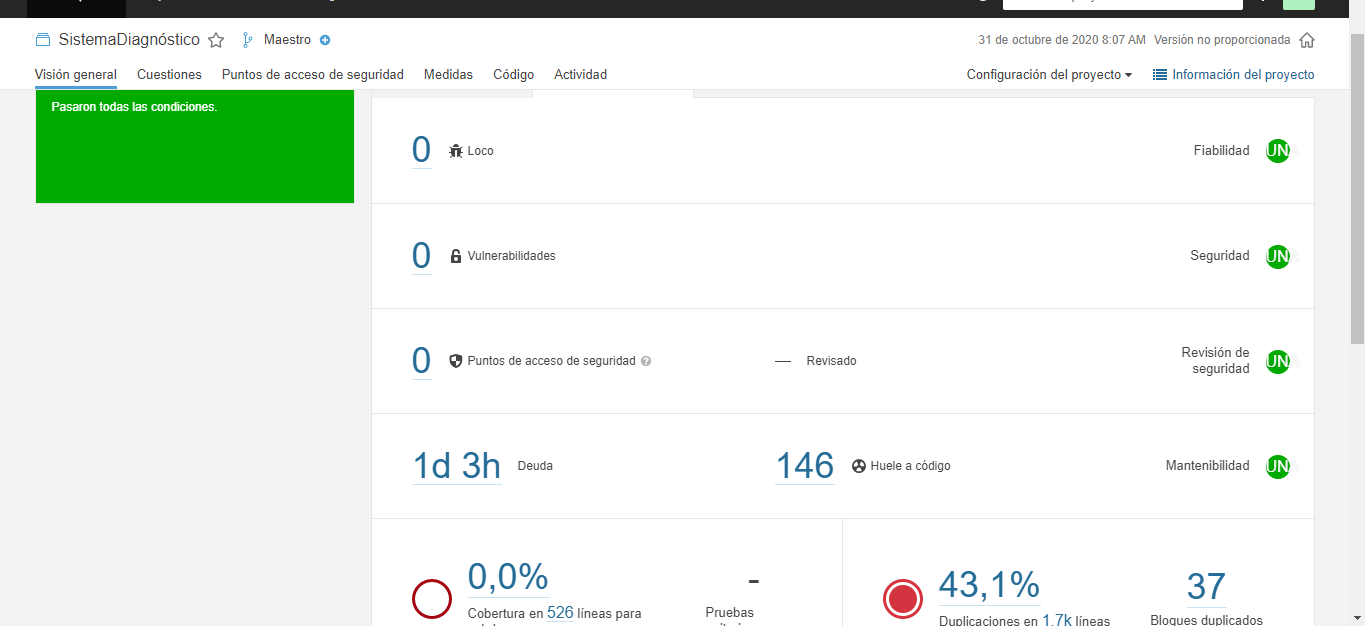 SistemaDiagnóstico
Maestro
31 de octubre de 2020 8:07 AM Versión no proporcionada
Visión general Cuestiones Puntos de acceso de seguridad Medidas Código Actividad
Configuración del proyecto
Información del proyecto
Pasaron todas las condiciones.
0 Loco
Fiabilidad UN
0 Vulnerabilidades
Seguridad UN
0 Puntos de acceso de seguridad ?
— Revisado
Revisión de
seguridad UN
1d 3h Deuda
146 Huele a código
Mantenibilidad UN
0,0%
Cobertura en 526 líneas para
-
Pruebas
43,1%
Duplicaciones en 1.7k líneas
37
Bloques duplicados